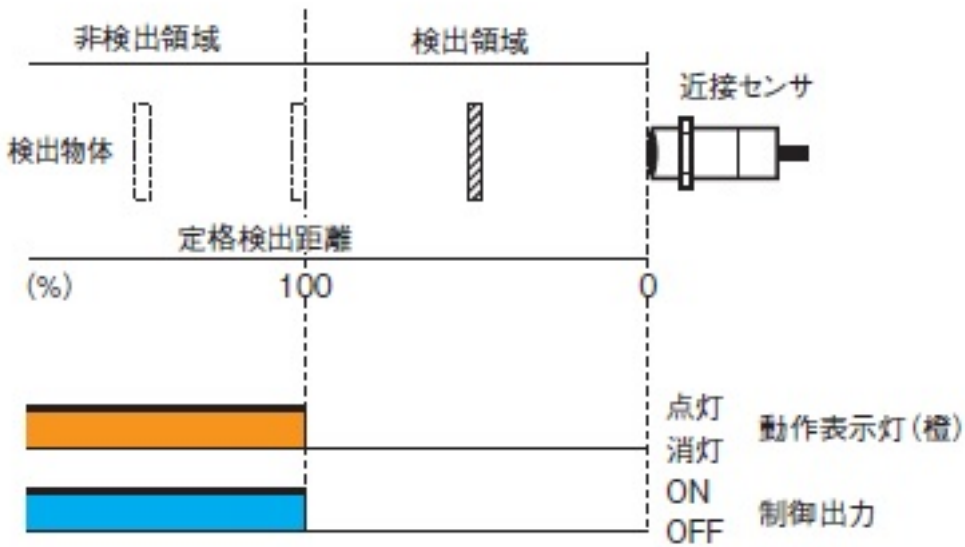 非検出領域
検出領域
近接センサ
検出物体
定格検出距離
(%)
100
0
点灯
消灯
動作表示灯(橙)
ON
OFF
制御出力